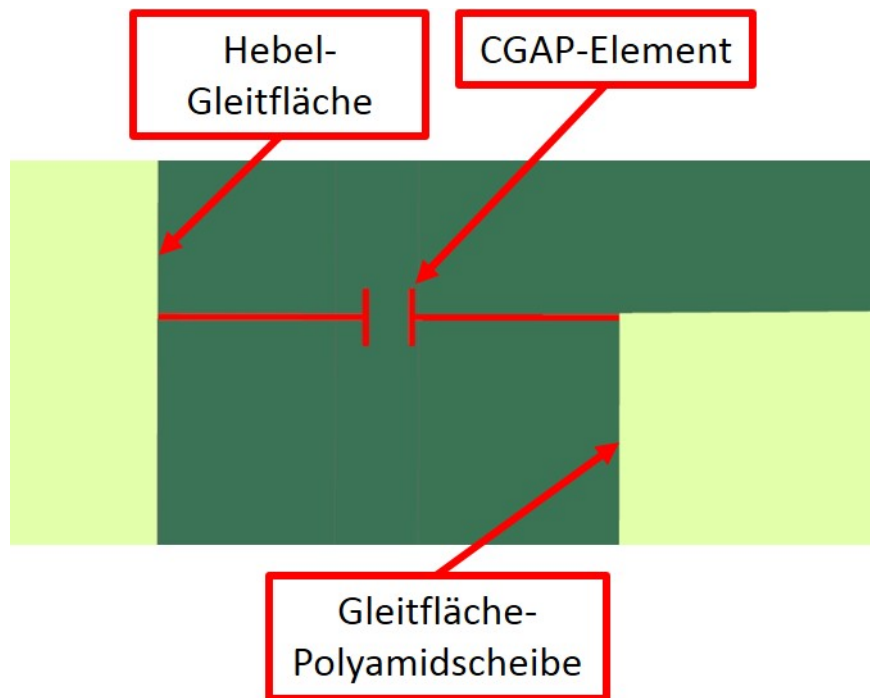 Hebel-
Gleitfläche
CGAP-Element
Gleitfläche-
Polyamidscheibe